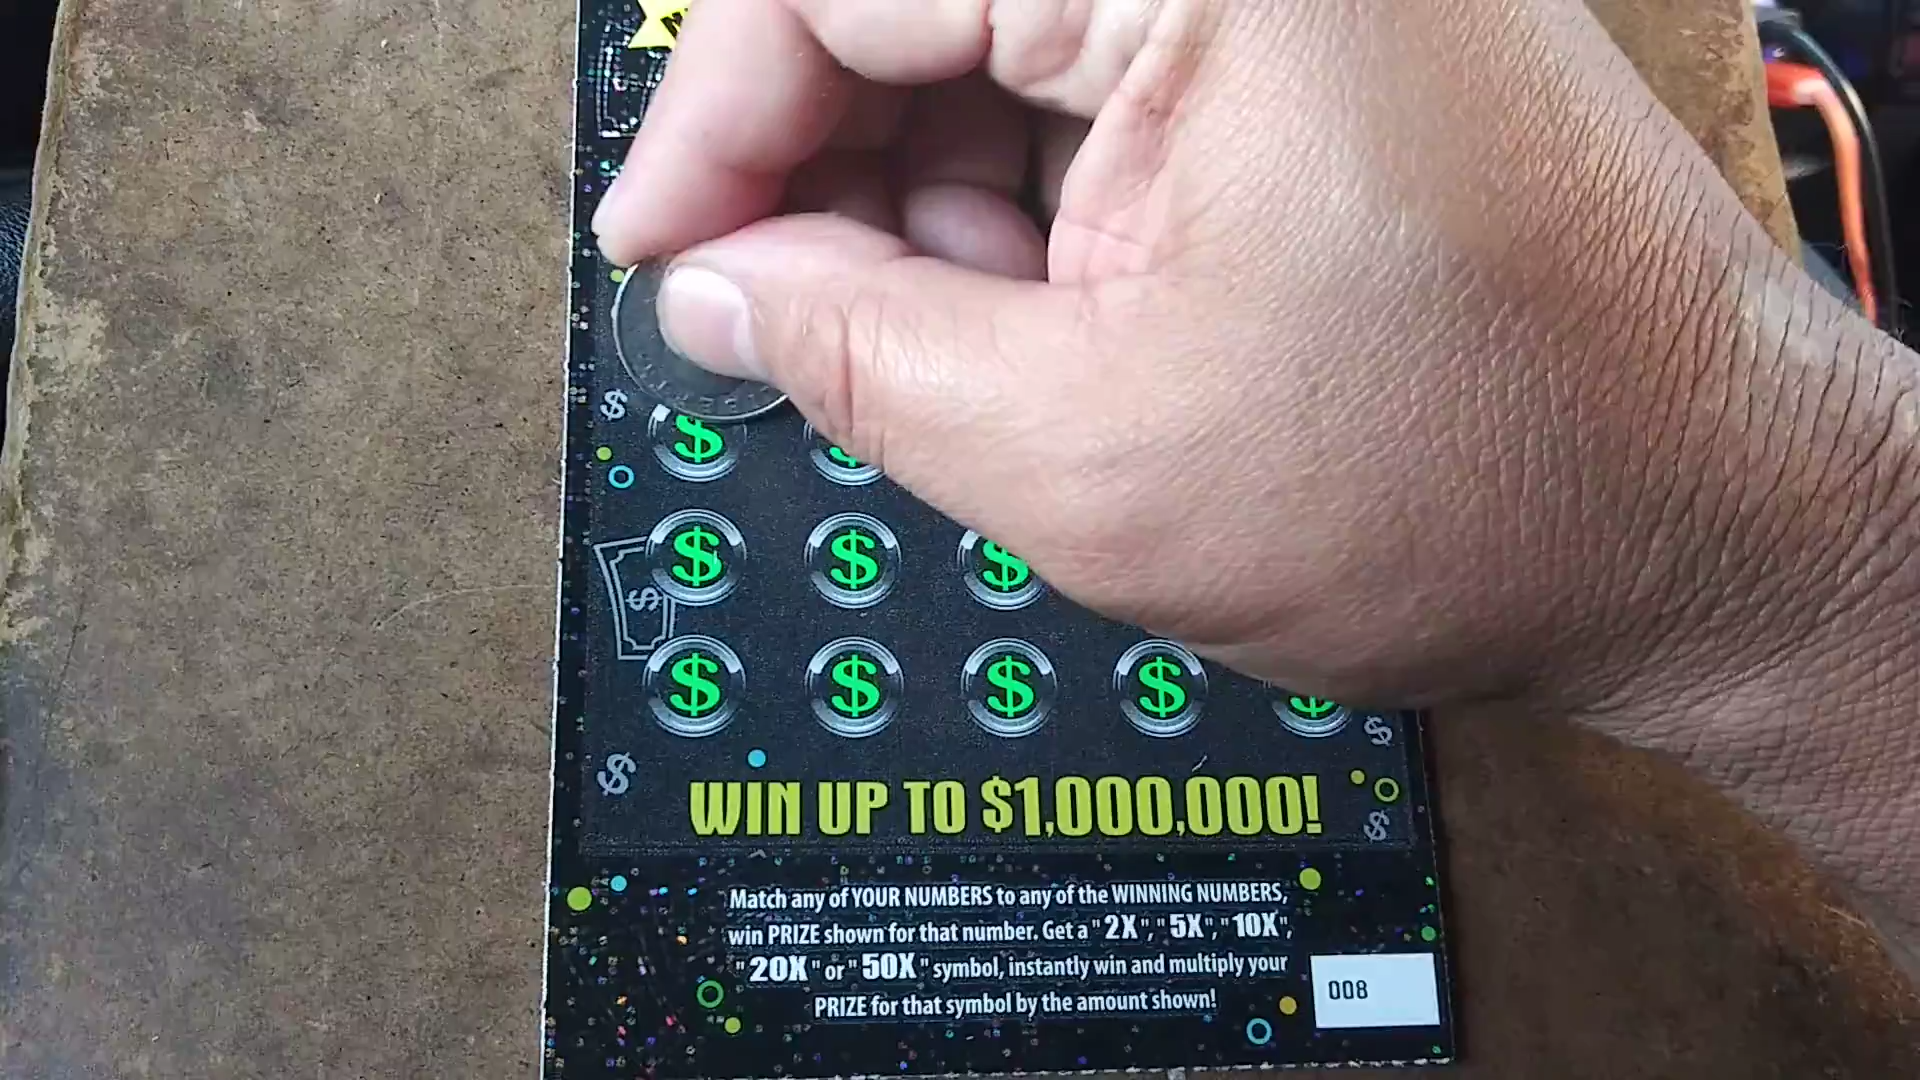 WIN UP TO $1,000,000!
Match any of YOUR NUMBERS to any of the WINNING NUMBERS,
win PRIZE shown for that number. Get a "2X", "5X", "10X",
"20X" or "50X" symbol, instantly win and multiply your
PRIZE for that symbol by the amount shown!
008